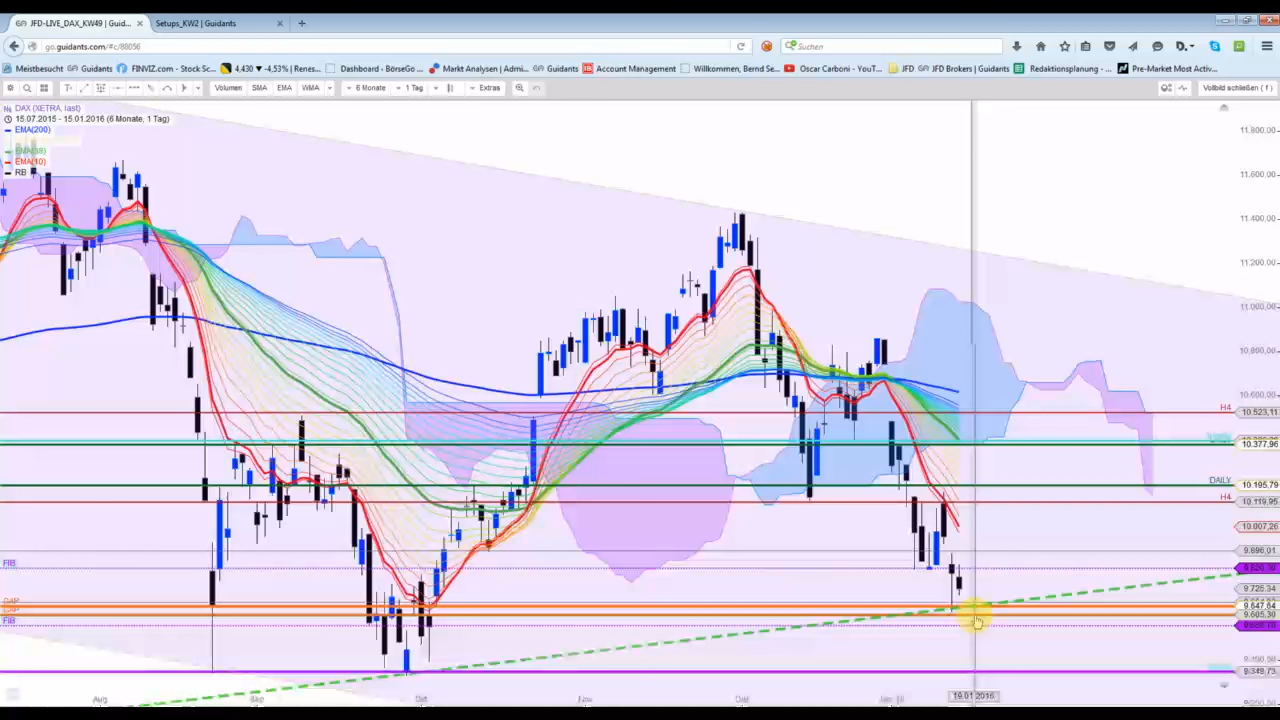 JFD-LIVE_DAX_KW49 | Guid...
Setups_KW2 | Guidants
go.guidants.com/#c/88056
Suchen
Meistbesucht
Guidants
FINVIZ.com - Stock Sc...
4,430 ▼ -4,53% | Renes...
Dashboard - BörseGo ...
Markt Analysen | Admi...
Guidants
Account Management
Willkommen, Bernd Se...
Oscar Carboni - YouT...
JFD
JFD Brokers | Guidants
Redaktionsplanung - ...
Pre-Market Most Activ...
Volumen
SMA
EMA
WMA
6 Monate
1 Tag
Extras
Vollbild schließen ( f )
DAX (XETRA, last)
15.07.2015 - 15.01.2016 (6 Monate, 1 Tag)
EMA(200)
EMA(10)
RB
11.800,00
11.600,00
11.400,00
11.200,00
11.000,00
10.800,00
10.600,00
H4
10.523,11
10.377,96
DAILY
10.195,79
H4
10.119,95
10.007,26
9.896,01
FIB
9.725,34
GAP
9.647,64
GAP
9.605,30
FIB
9.349,73
Aug
Sep
Okt
Nov
Dez
Jan 16
19.01.2016